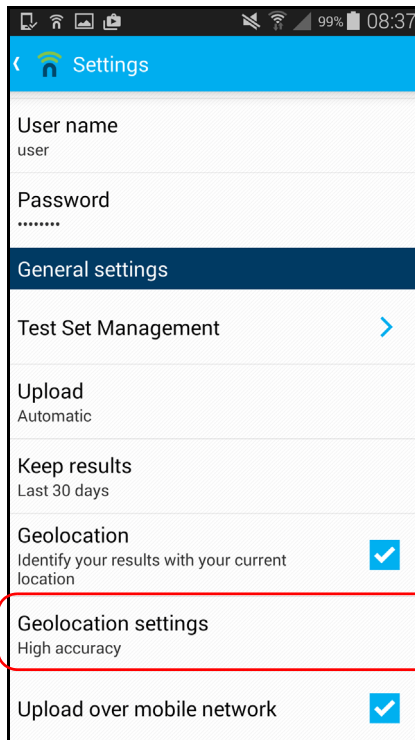 99% 08:37
Settings
User name
user
Password
••••••••
General settings
Test Set Management
Upload
Automatic
Keep results
Last 30 days
Geolocation
Identify your results with your current
location
Geolocation settings
High accuracy
Upload over mobile network